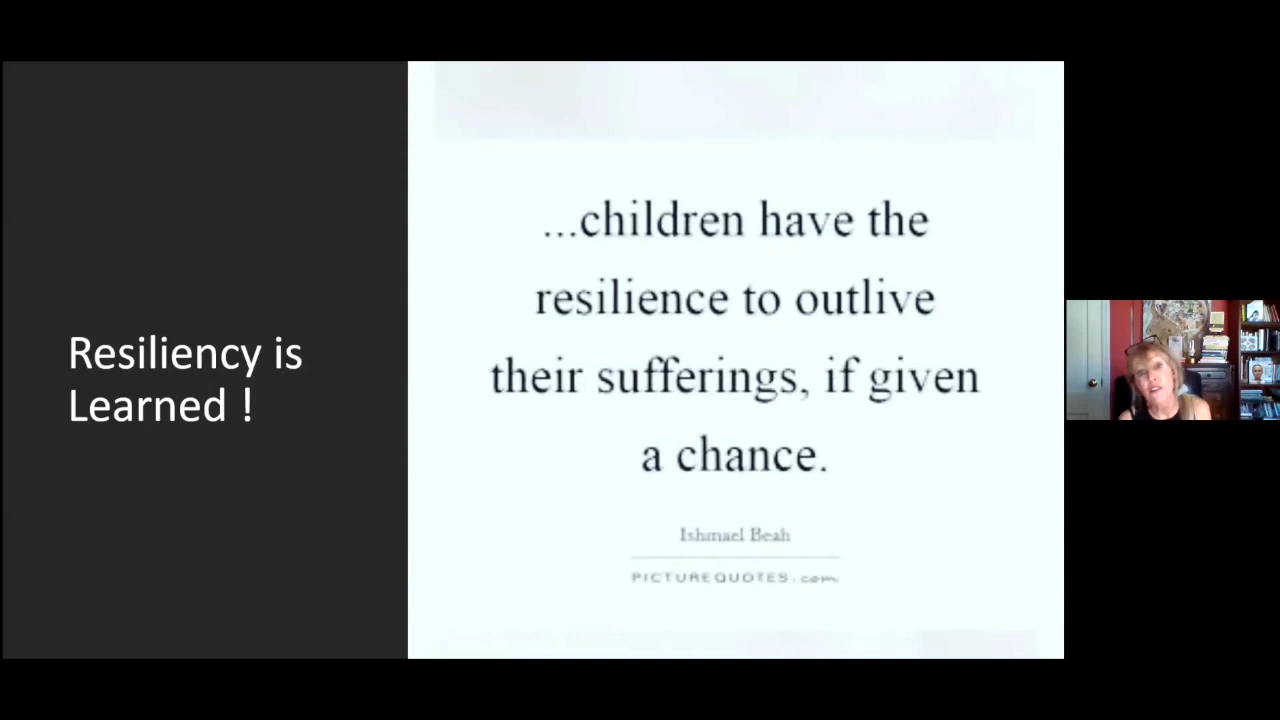 Resiliency is
Learned !
...children have the
resilience to outlive
their sufferings, if given
a chance.
Ishmael Beah
PICTUREQUOTES.com